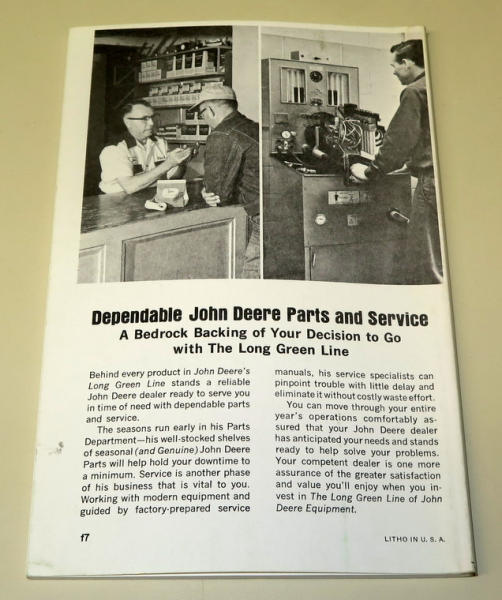 Dependable John Deere Parts and Service
A Bedrock Backing of Your Decision to Go
with The Long Green Line
Behind every product in John Deere's
Long Green Line stands a reliable
John Deere dealer ready to serve you
in time of need with dependable parts
and service.
The seasons run early in his Parts
Department—his well-stocked shelves
of seasonal (and Genuine) John Deere
Parts will help hold your downtime to
a minimum. Service is another phase
of his business that is vital to you.
Working with modern equipment and
guided by factory-prepared service
manuals, his service specialists can
pinpoint trouble with little delay and
eliminate it without costly waste effort.
You can move through your entire
year's operations comfortably as-
sured that your John Deere dealer
has anticipated your needs and stands
ready to help solve your problems.
Your competent dealer is one more
assurance of the greater satisfaction
and value you'll enjoy when you in-
vest in The Long Green Line of John
Deere Equipment.
f7
LITHO IN U. S. A.